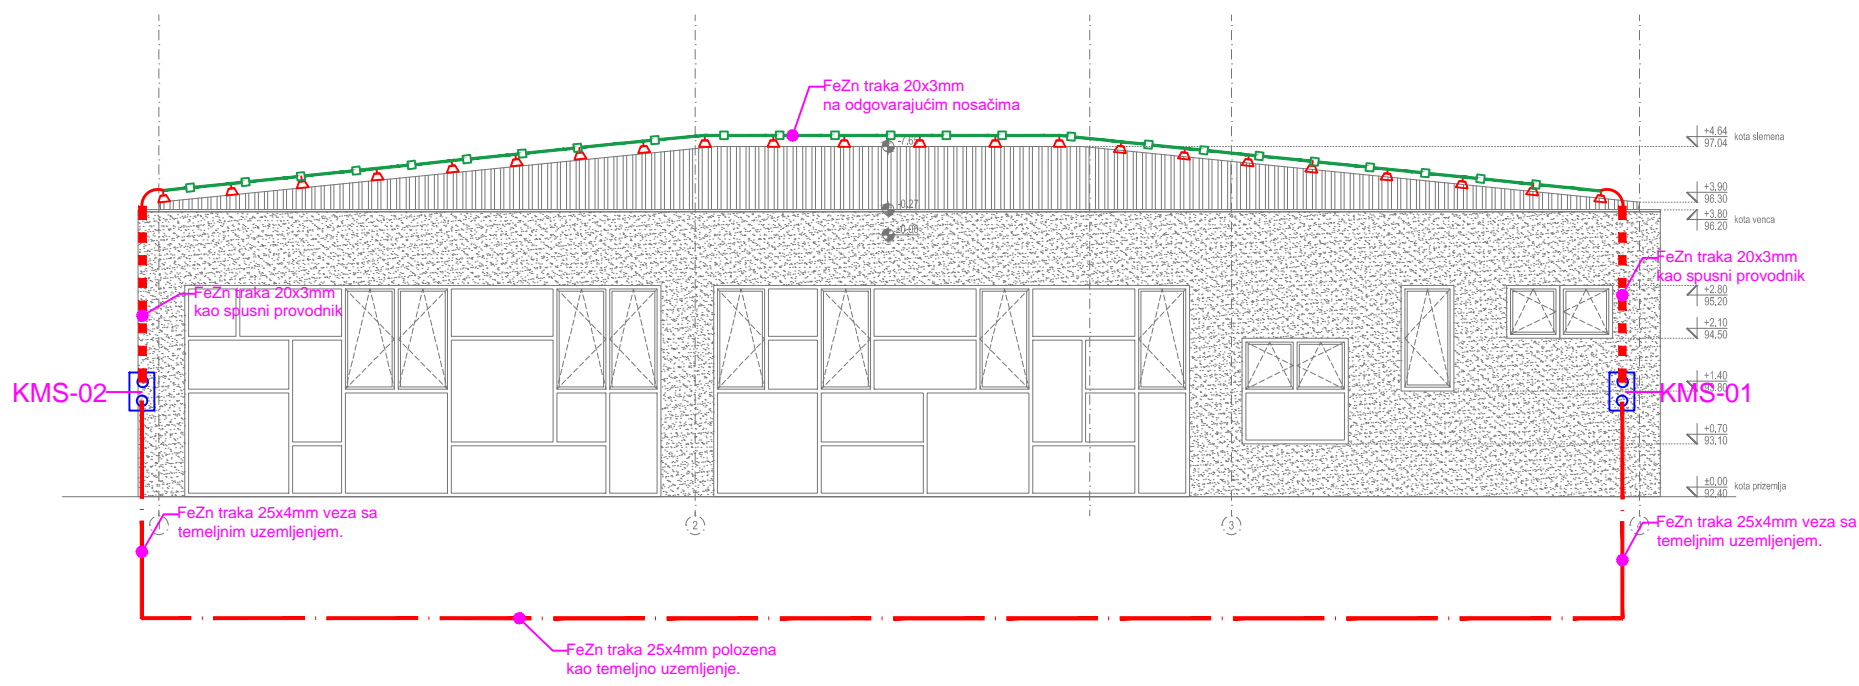 FeZn traka 20x3mm
na odgovarajućim nosačima
+4,64
97.04
kota slemena
+3.90
96.30
+3.80
96.20
kota venca
-0.27
±0.00
FeZn traka 20x3mm
kao spusni provodnik
FeZn traka 20x3mm
kao spusni provodnik
+2.80
95.20
+2.10
94.50
KMS-02
+1.40
KMS-01
+0,70
93.10
±0,00
92.40
kota prizemlja
FeZn traka 25x4mm veza sa
temeljnim uzemljenjem.
2
3
FeZn traka 25x4mm veza sa
temeljnim uzemljenjem.
FeZn traka 25x4mm polozena
kao temeljno uzemljenje.